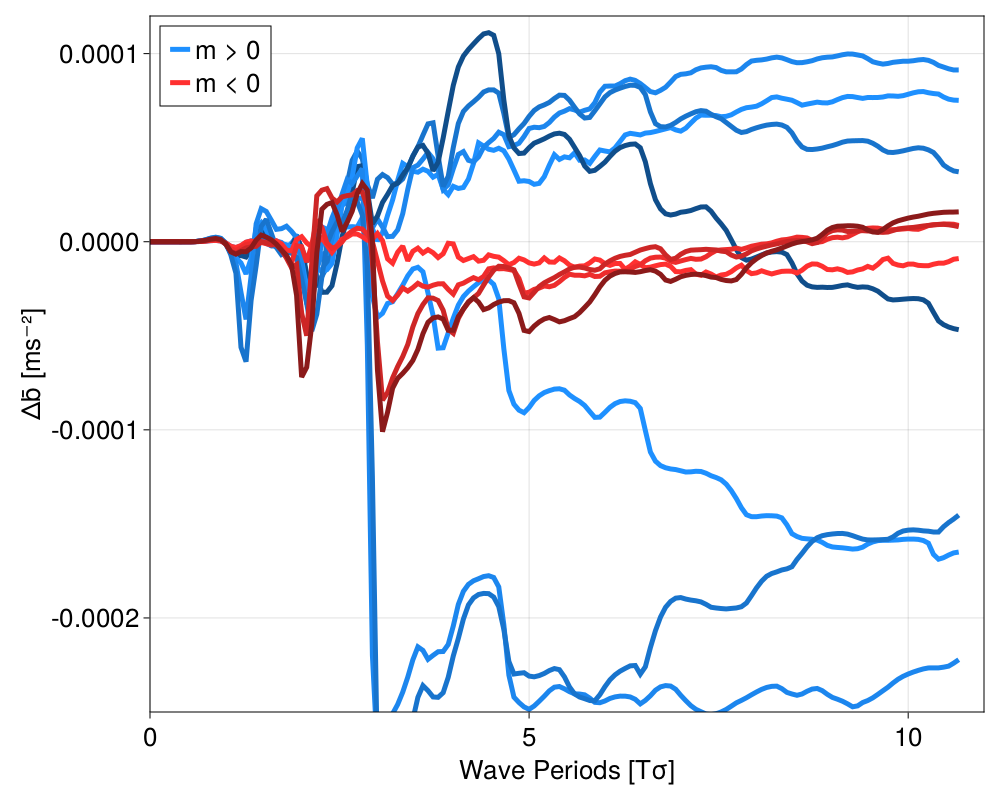 m > 0
m < 0
0.0001
0.0000
-0.0001
-0.0002
Δb̄ [ms⁻²]
0
5
10
Wave Periods [Tσ]